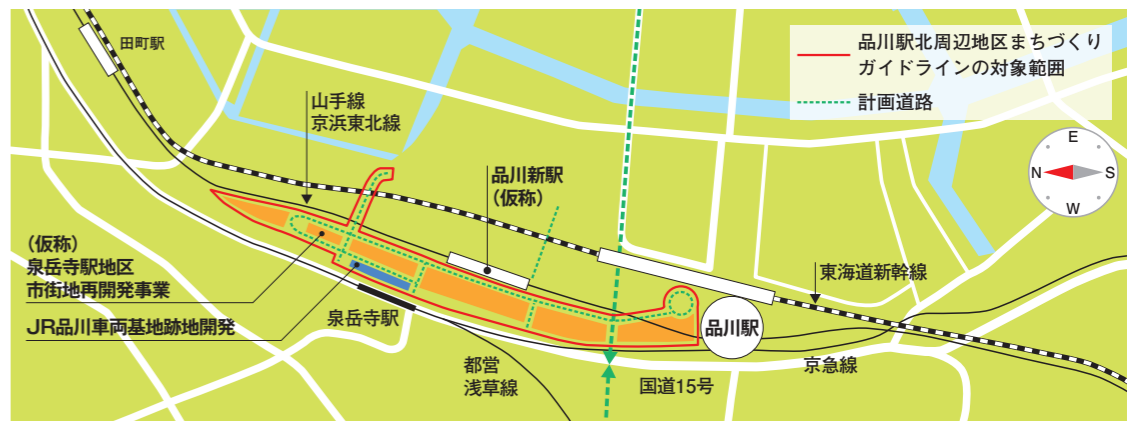 田町駅
山手線
京浜東北線
品川新駅
（仮称）
品川駅北周辺地区まちづくり
ガイドラインの対象範囲
計画道路
E
N
S
W
（仮称）
泉岳寺駅地区
市街地再開発事業
JR品川車両基地跡地開発
泉岳寺駅
都営
浅草線
国道15号
品川駅
東海道新幹線
京急線